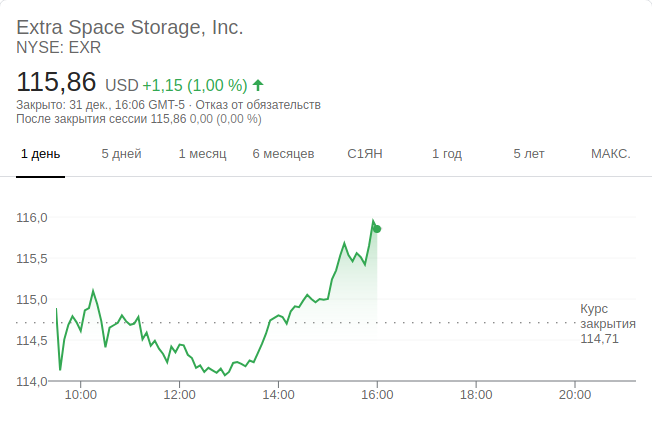 Extra Space Storage, Inc.
NYSE: EXR
115,86 USD +1,15 (1,00 %)
Закрыто: 31 дек., 16:06 GMT-5 · Отказ от обязательств
После закрытия сессии 115,86 0,00 (0,00 %)
1 день 5 дней 1 месяц 6 месяцев С1ЯН 1 год 5 лет МАКС.
116,0
115,5
115,0
114,5
114,0
Курс
закрытия
114,71
10:00 12:00 14:00 16:00 18:00 20:00